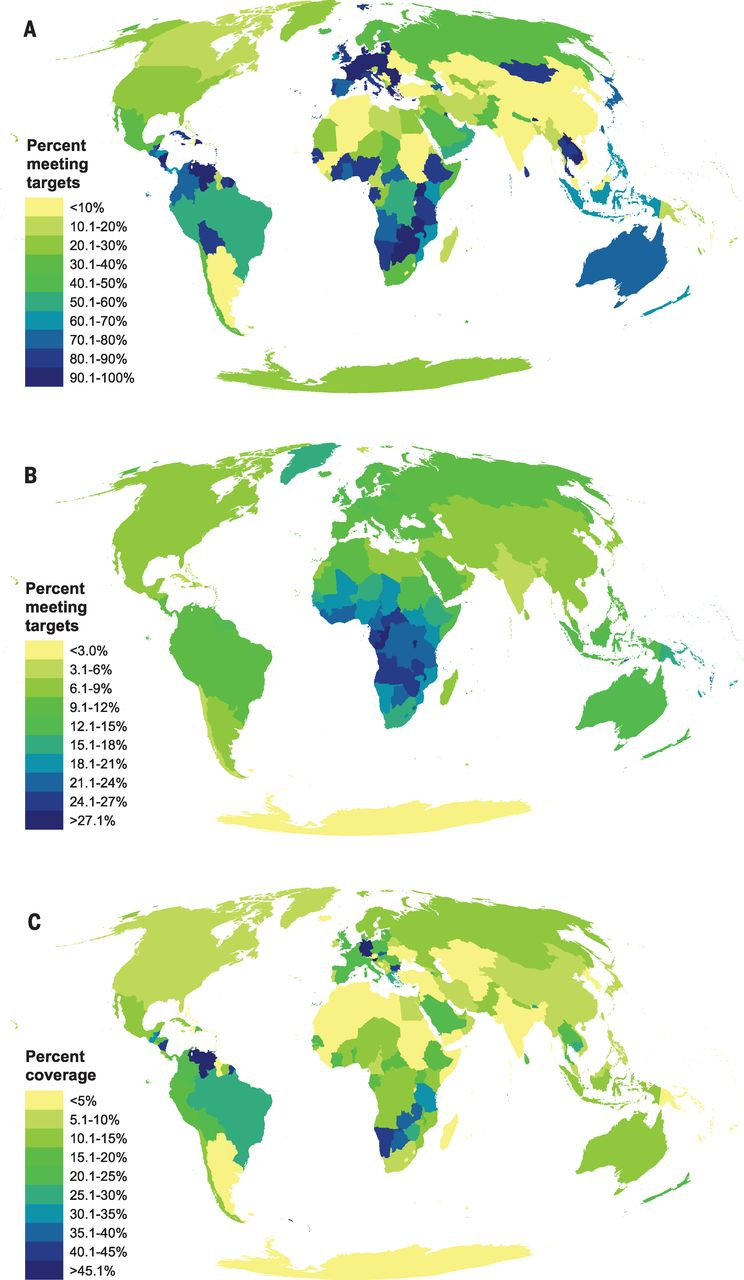 A
Percent
meeting
targets
<10%
10.1-20%
20.1-30%
30.1-40%
40.1-50%
50.1-60%
60.1-70%
70.1-80%
80.1-90%
90.1-100%
B
Percent
meeting
targets
<3.0%
3.1-6%
6.1-9%
9.1-12%
12.1-15%
15.1-18%
18.1-21%
21.1-24%
24.1-27%
>27.1%
C
Percent
coverage
<5%
5.1-10%
10.1-15%
15.1-20%
20.1-25%
25.1-30%
30.1-35%
35.1-40%
40.1-45%
>45.1%